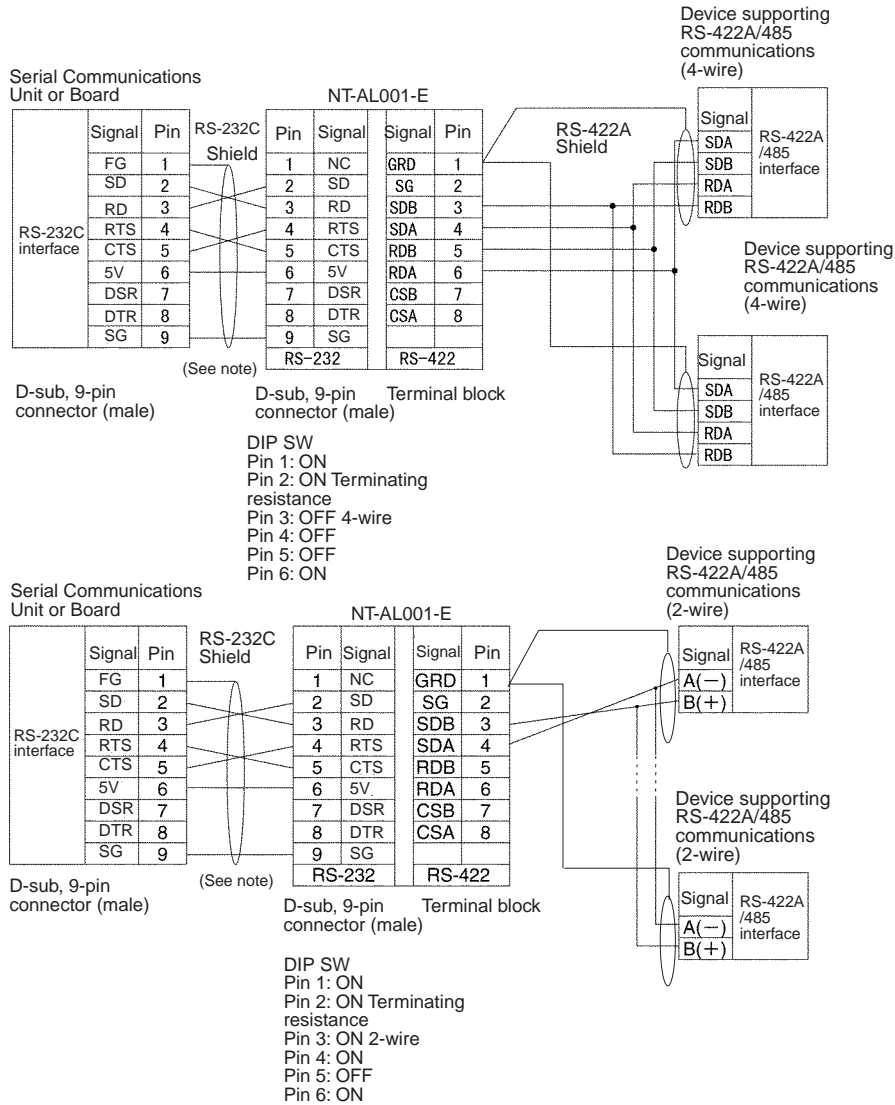 Device supporting
RS-422A/485
communications
(4-wire)
Serial Communications
Unit or Board
NT-AL001-E
Signal Pin RS-232C Shield Pin Signal Signal Pin RS-422A Shield Signal
FG 1 1 NC GRD 1 SDA
SD 2 2 SD SG 2 SDB
RD 3 3 RD SDB 3 RDA
RTS 4 4 RTS SDA 4 RDB
CTS 5 5 CTS RDB 5
5V 6 6 5V RDA 6
DSR 7 7 DSR CSB 7
DTR 8 8 DTR CSA 8
SG 9 9 SG
RS-232C
interface
RS-232 RS-422
RS-422A
/485
interface
(See note)
Device supporting
RS-422A/485
communications
(4-wire)
Signal
SDA
SDB
RDA
RDB
RS-422A
/485
interface
D-sub, 9-pin
connector (male)
D-sub, 9-pin
connector (male)
Terminal block
DIP SW
Pin 1: ON
Pin 2: ON Terminating
resistance
Pin 3: OFF 4-wire
Pin 4: OFF
Pin 5: OFF
Pin 6: ON
Device supporting
RS-422A/485
communications
(2-wire)
Serial Communications
Unit or Board
NT-AL001-E
Signal Pin RS-232C Shield Pin Signal Signal Pin Signal
FG 1 1 NC GRD 1 A(−)
SD 2 2 SD SG 2 B(+)
RD 3 3 RD SDB 3
RTS 4 4 RTS SDA 4
CTS 5 5 CTS RDB 5
5V 6 6 5V RDA 6
DSR 7 7 DSR CSB 7
DTR 8 8 DTR CSA 8
SG 9 9 SG
RS-232C
interface
RS-232 RS-422
RS-422A
/485
interface
(See note)
Device supporting
RS-422A/485
communications
(2-wire)
Signal
A(−)
B(+)
RS-422A
/485
interface
D-sub, 9-pin
connector (male)
D-sub, 9-pin
connector (male)
Terminal block
DIP SW
Pin 1: ON
Pin 2: ON Terminating
resistance
Pin 3: ON 2-wire
Pin 4: ON
Pin 5: OFF
Pin 6: ON